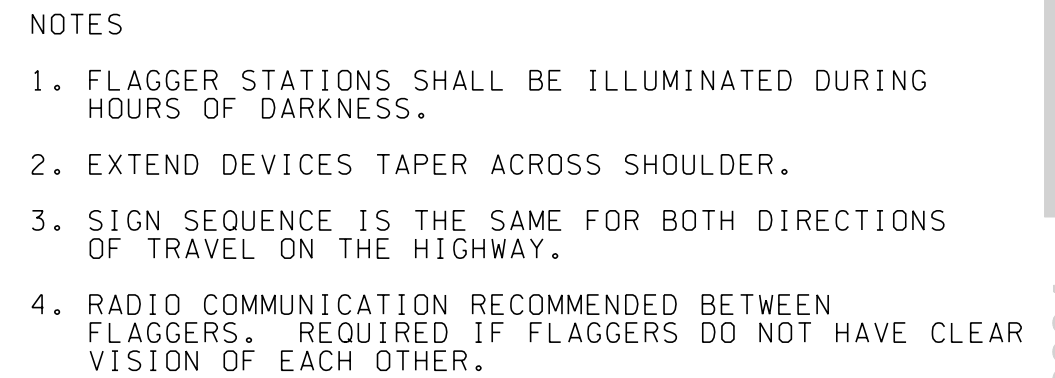 NOTES
1. FLAGGER STATIONS SHALL BE ILLUMINATED DURING
HOURS OF DARKNESS.
2. EXTEND DEVICES TAPER ACROSS SHOULDER.
3. SIGN SEQUENCE IS THE SAME FOR BOTH DIRECTIONS
OF TRAVEL ON THE HIGHWAY.
4. RADIO COMMUNICATION RECOMMENDED BETWEEN
FLAGGERS.  REQUIRED IF FLAGGERS DO NOT HAVE CLEAR
VISION OF EACH OTHER.